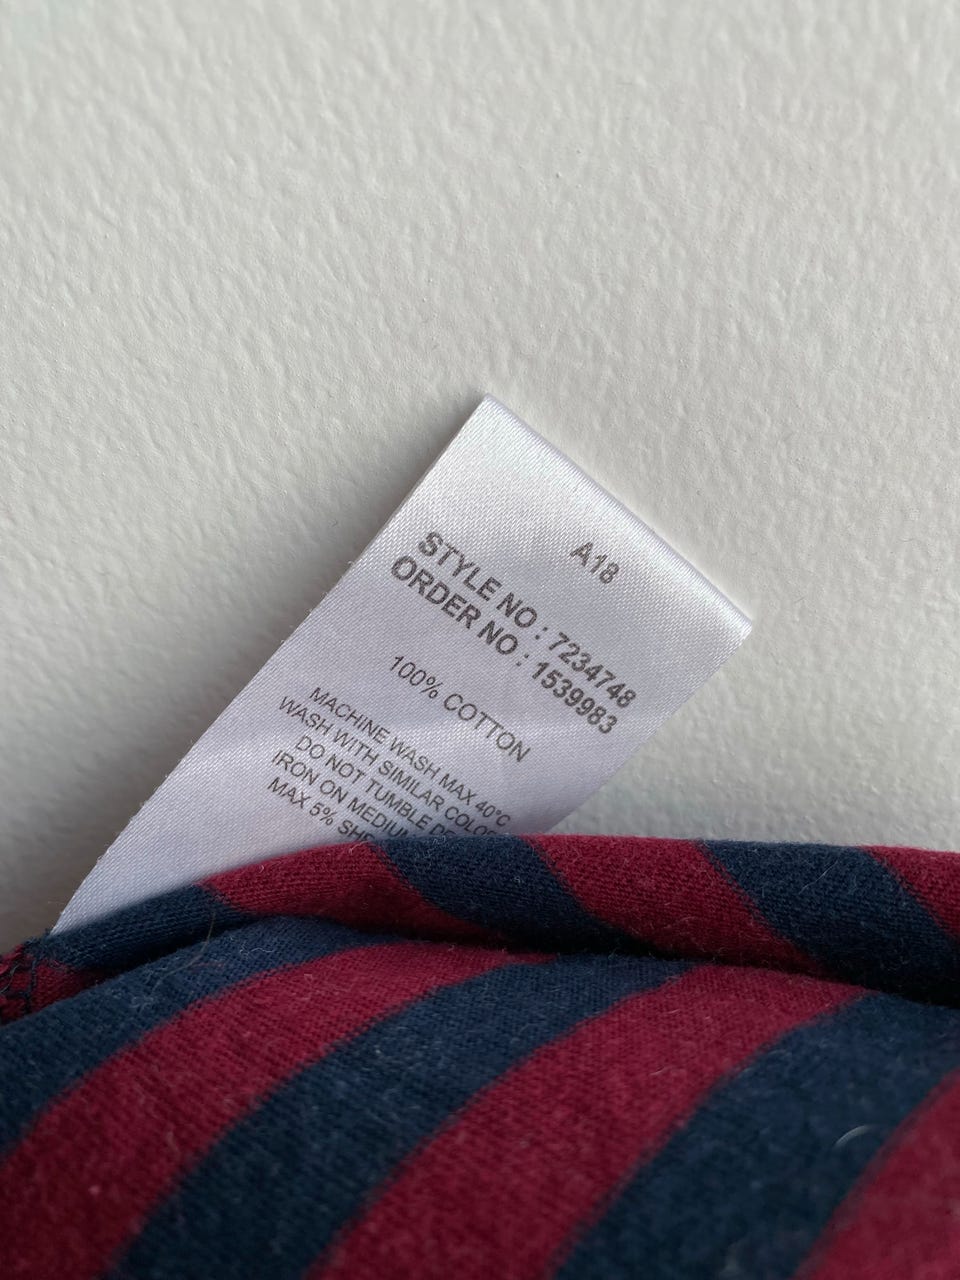 A18
STYLE NO : 7234748
ORDER NO : 1539983
100% COTTON
MACHINE WASH MAX 40°C
WASH WITH SIMILAR
DO NOT TUMBLE
IRON ON MEDIUM
MAX 5%